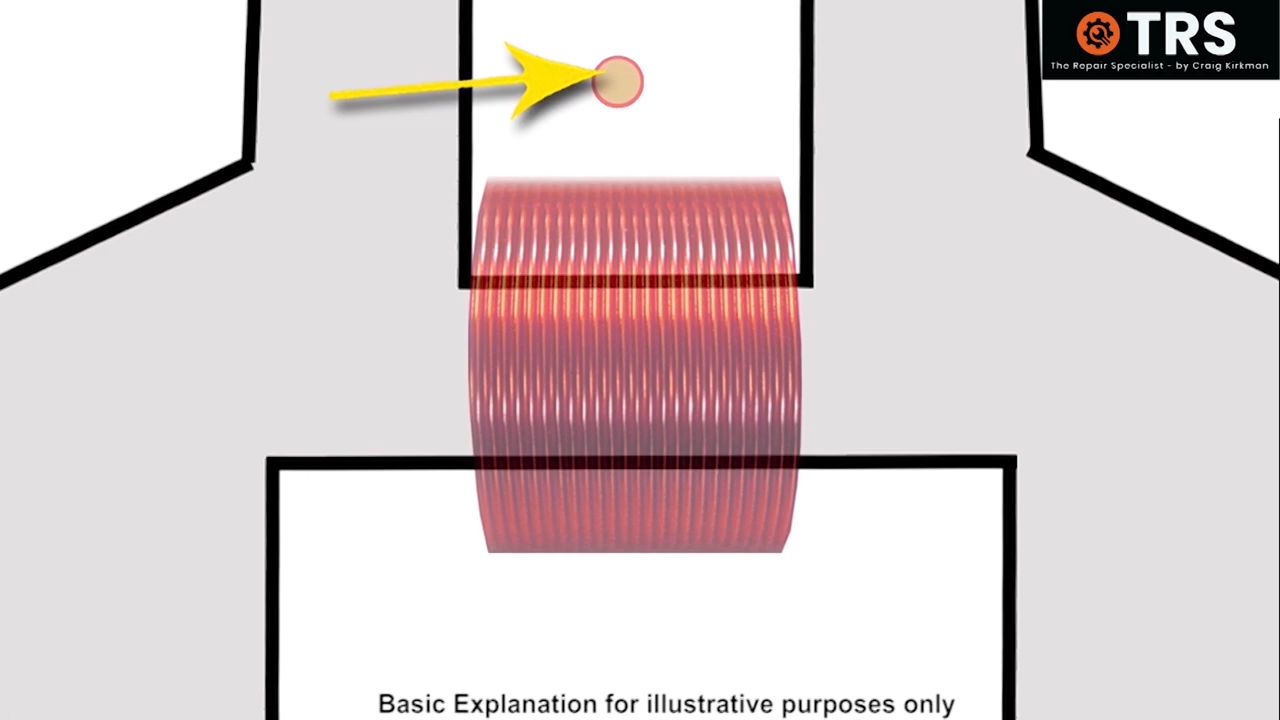 TRS
The Repair Specialist - by Craig Kirkman
Basic Explanation for illustrative purposes only